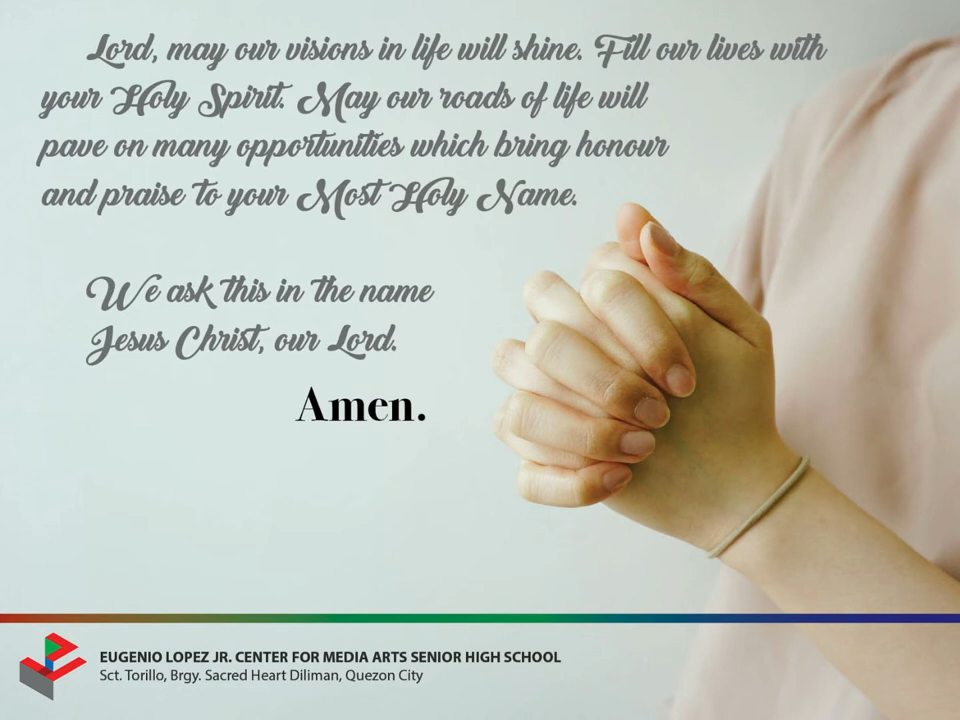 Lord, may our visions in life will shine. Fill our lives with
your Holy Spirit. May our roads of life will
pave on many opportunities which bring honour
and praise to your Most Holy Name.
We ask this in the name
Jesus Christ, our Lord.
Amen.
EUGENIO LOPEZ JR. CENTER FOR MEDIA ARTS SENIOR HIGH SCHOOL
Sct. Torillo, Brgy. Sacred Heart Diliman, Quezon City